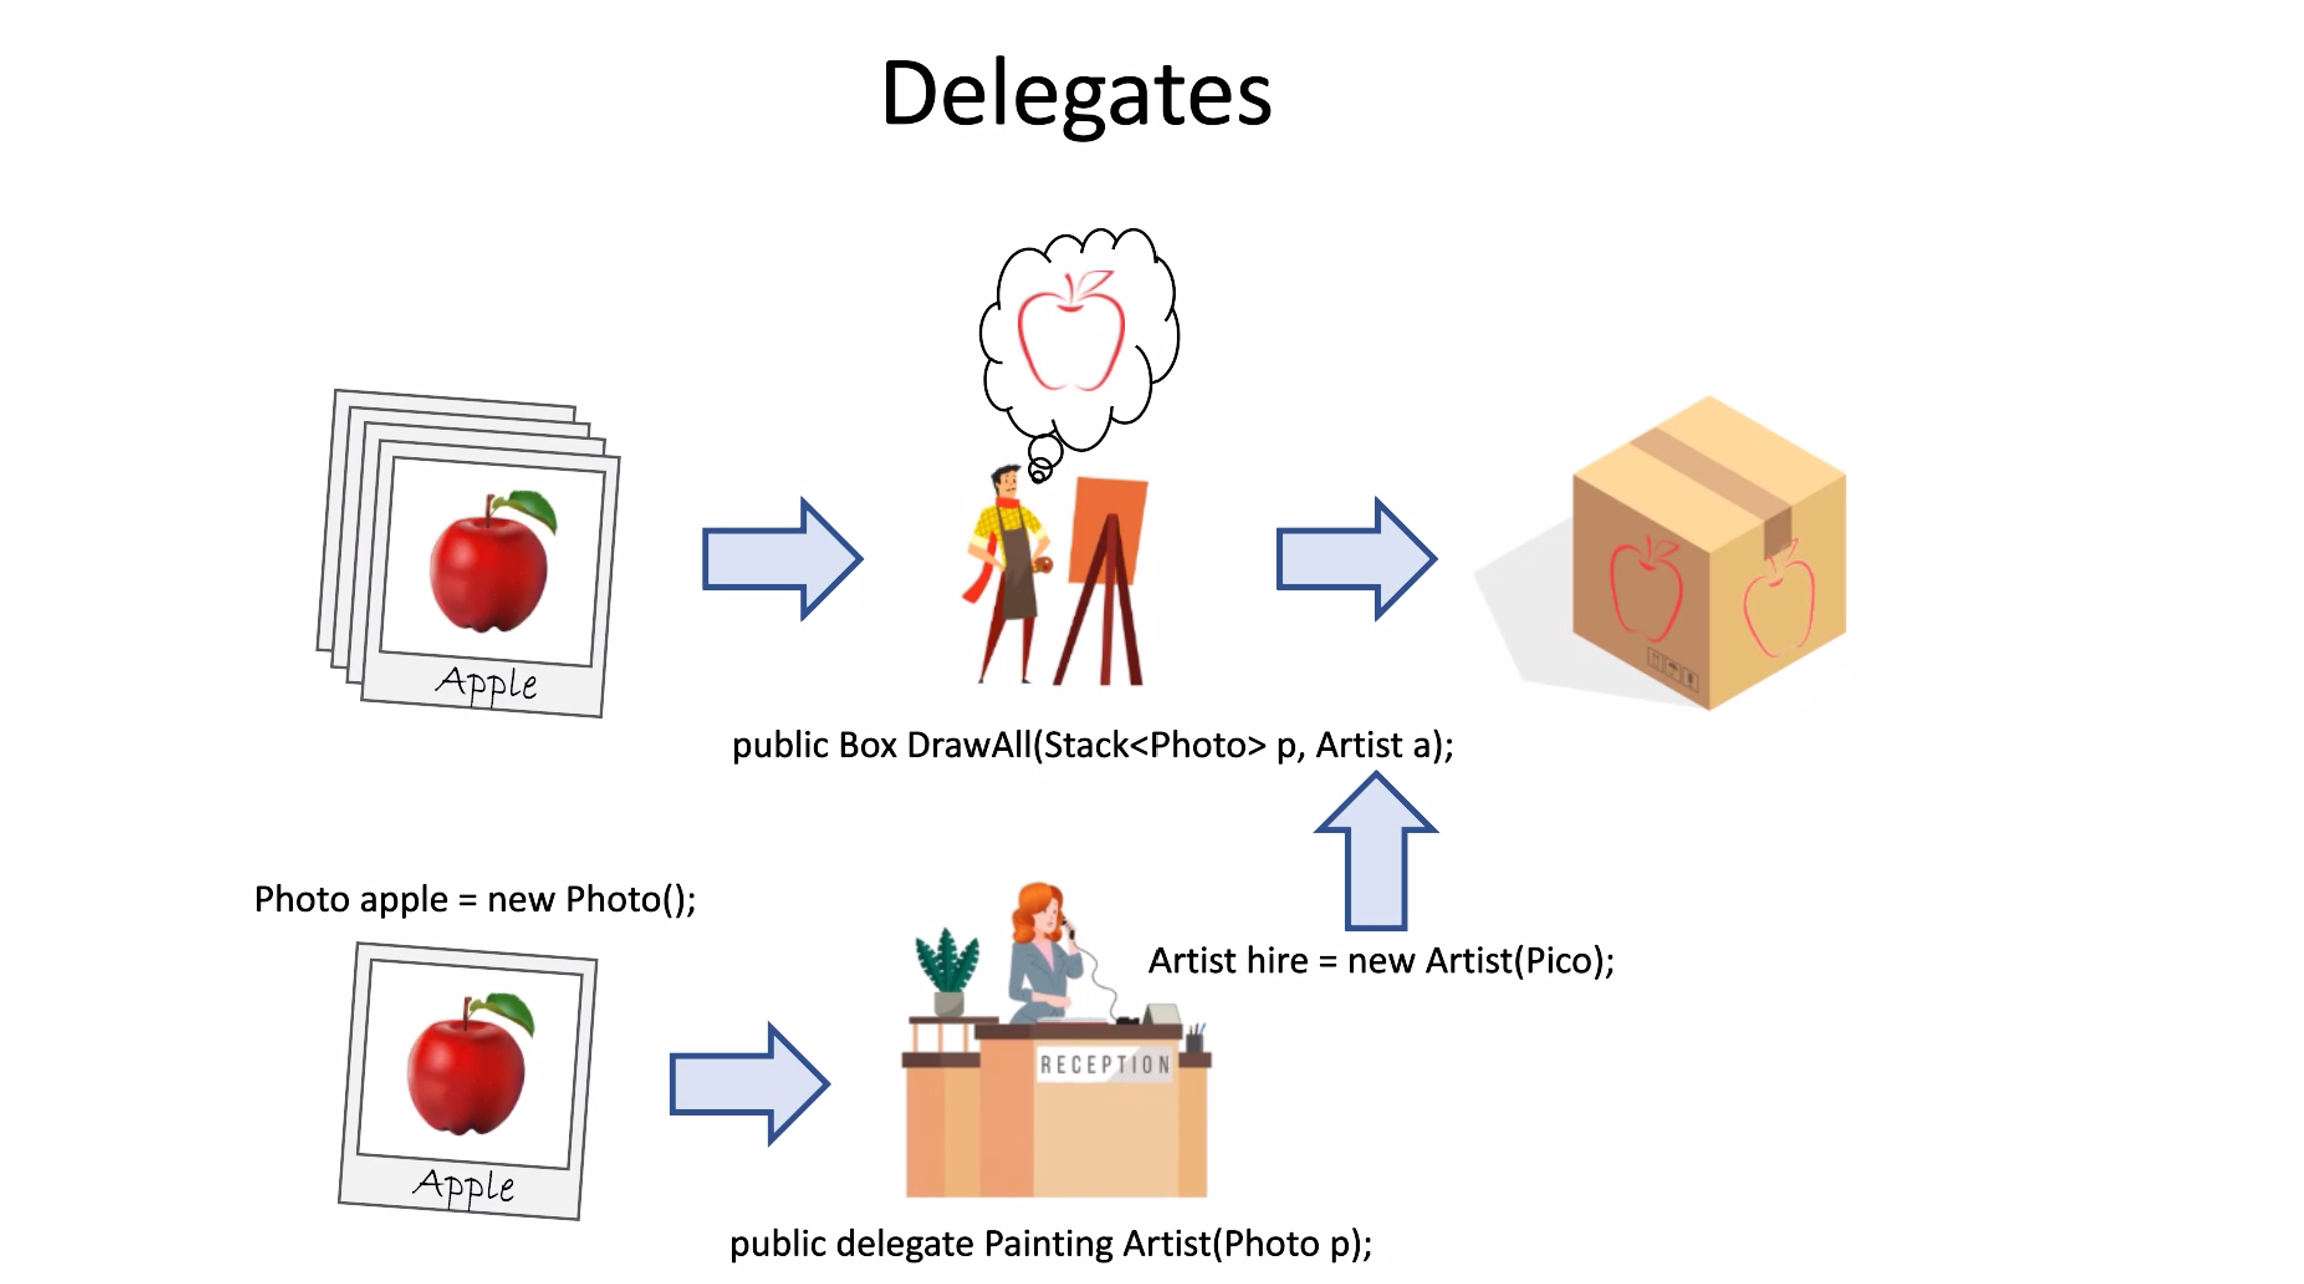 Delegates
Apple
public Box DrawAll(Stack<Photo> p, Artist a);
Photo apple = new Photo();
Artist hire = new Artist(Pico);
RECEPTION
Apple
public delegate Painting Artist(Photo p);